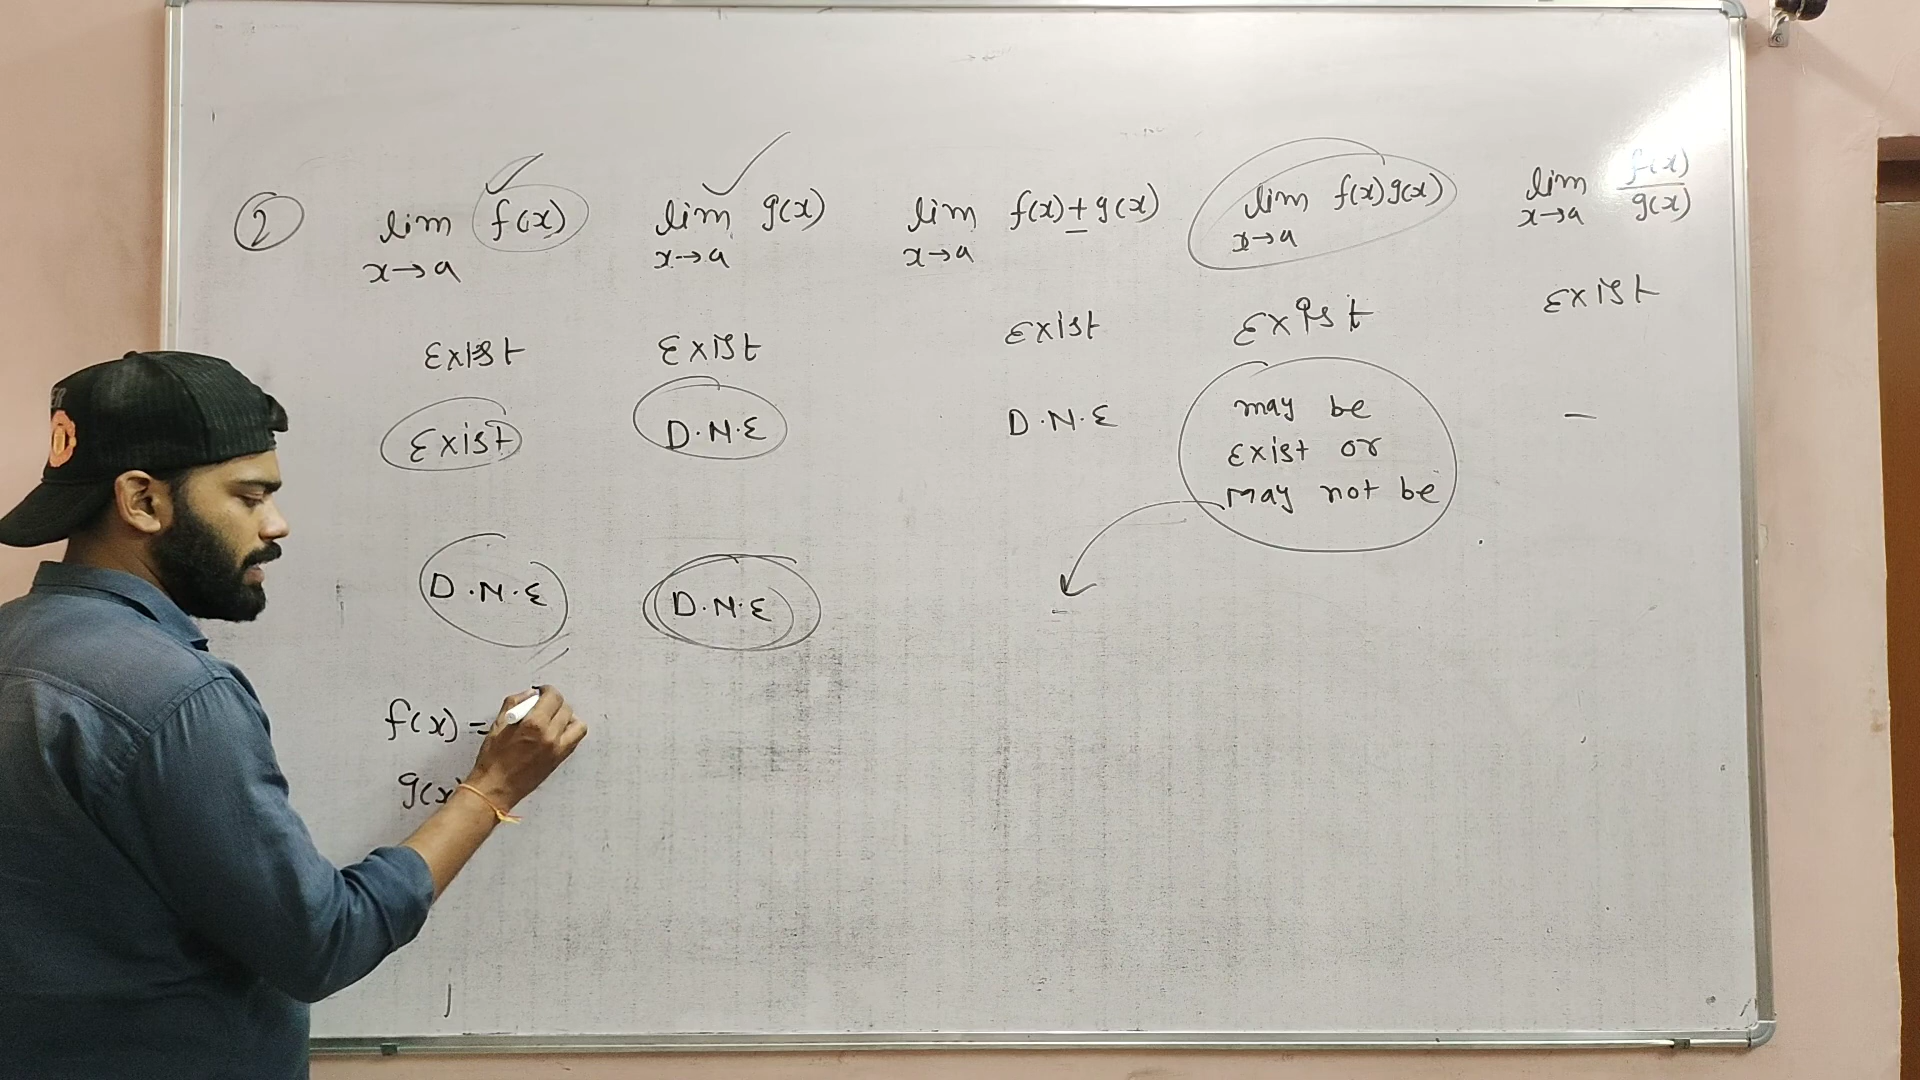 ② lim x→a f(x) lim x→a g(x) lim x→a f(x) ± g(x) lim x→a f(x)g(x) lim x→a f(x)/g(x)
Exist Exist Exist Exist Exist
Exist D.N.E D.N.E may be exist or may not be —
D.N.E D.N.E
f(x) =
g(x)